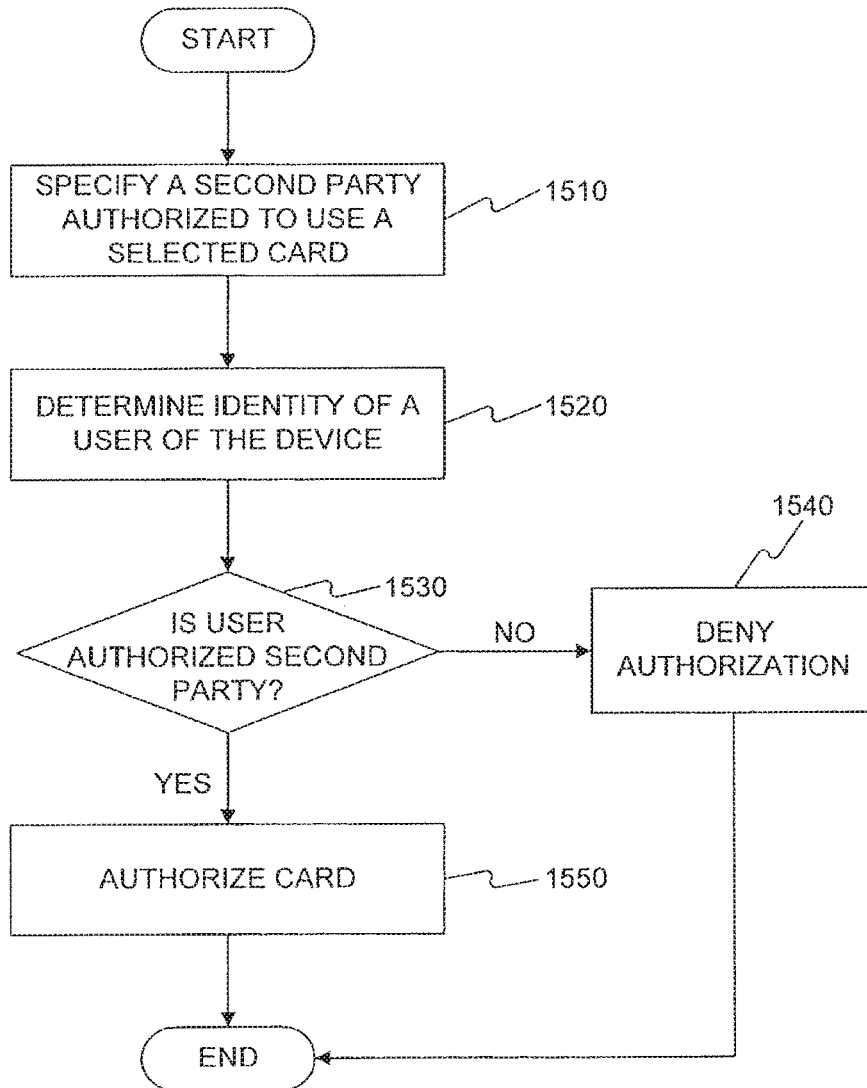 START
SPECIFY A SECOND PARTY
AUTHORIZED TO USE A
SELECTED CARD
1510
DETERMINE IDENTITY OF A
USER OF THE DEVICE
1520
1530
IS USER
AUTHORIZED SECOND
PARTY?
NO
1540
DENY
AUTHORIZATION
YES
AUTHORIZE CARD
1550
END